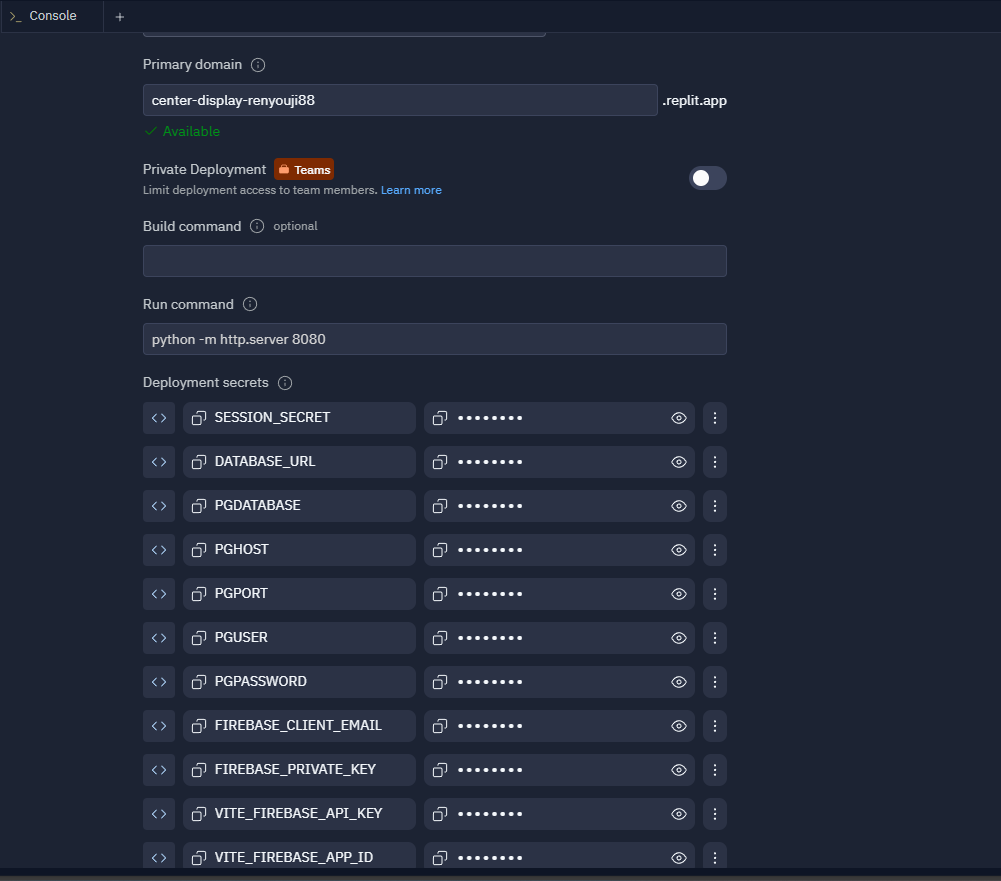 Console
Primary domain
center-display-renyouji88 .replit.app
Available
Private Deployment Teams
Limit deployment access to team members. Learn more
Build command optional
Run command
python -m http.server 8080
Deployment secrets
SESSION_SECRET ••••••••
DATABASE_URL ••••••••
PGDATABASE ••••••••
PGHOST ••••••••
PGPORT ••••••••
PGUSER ••••••••
PGPASSWORD ••••••••
FIREBASE_CLIENT_EMAIL ••••••••
FIREBASE_PRIVATE_KEY ••••••••
VITE_FIREBASE_API_KEY ••••••••
VITE_FIREBASE_APP_ID ••••••••